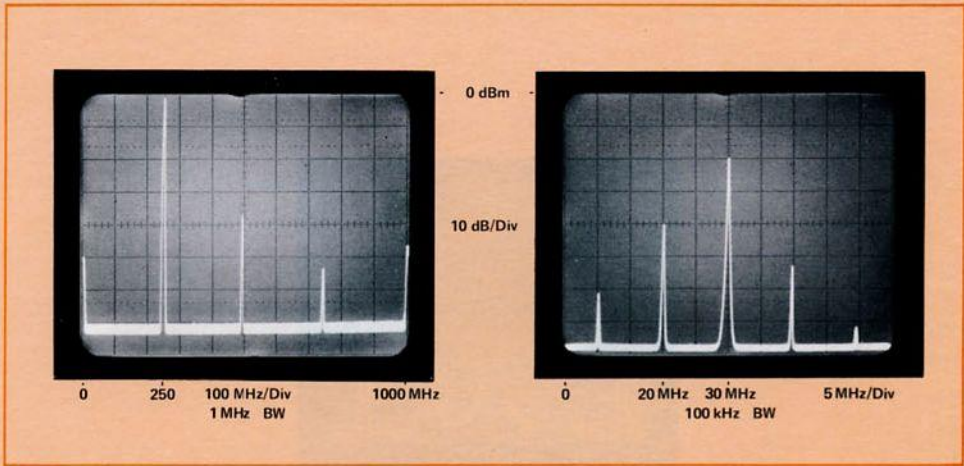 0 dBm
10 dB/Div
0 250 100 MHz/Div 1000 MHz
1 MHz BW
0 20 MHz 30 MHz 5 MHz/Div
100 kHz BW